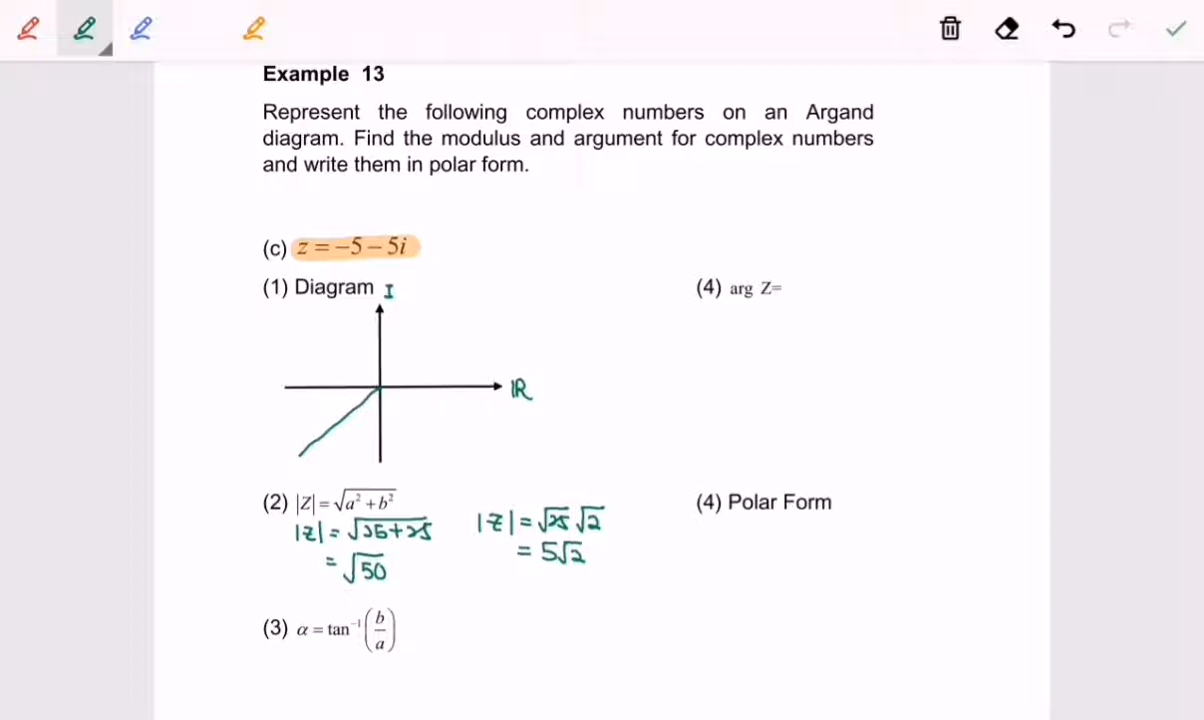 Example 13
Represent the following complex numbers on an Argand
diagram. Find the modulus and argument for complex numbers
and write them in polar form.
(c) z = −5 − 5i
(1) Diagram I
(4) arg Z=
ℝ
(2) |Z| = √(a² + b²)
|z| = √(25+25)
= √50
|z| = √25 √2
= 5√2
(4) Polar Form
(3) α = tan⁻¹(b/a)